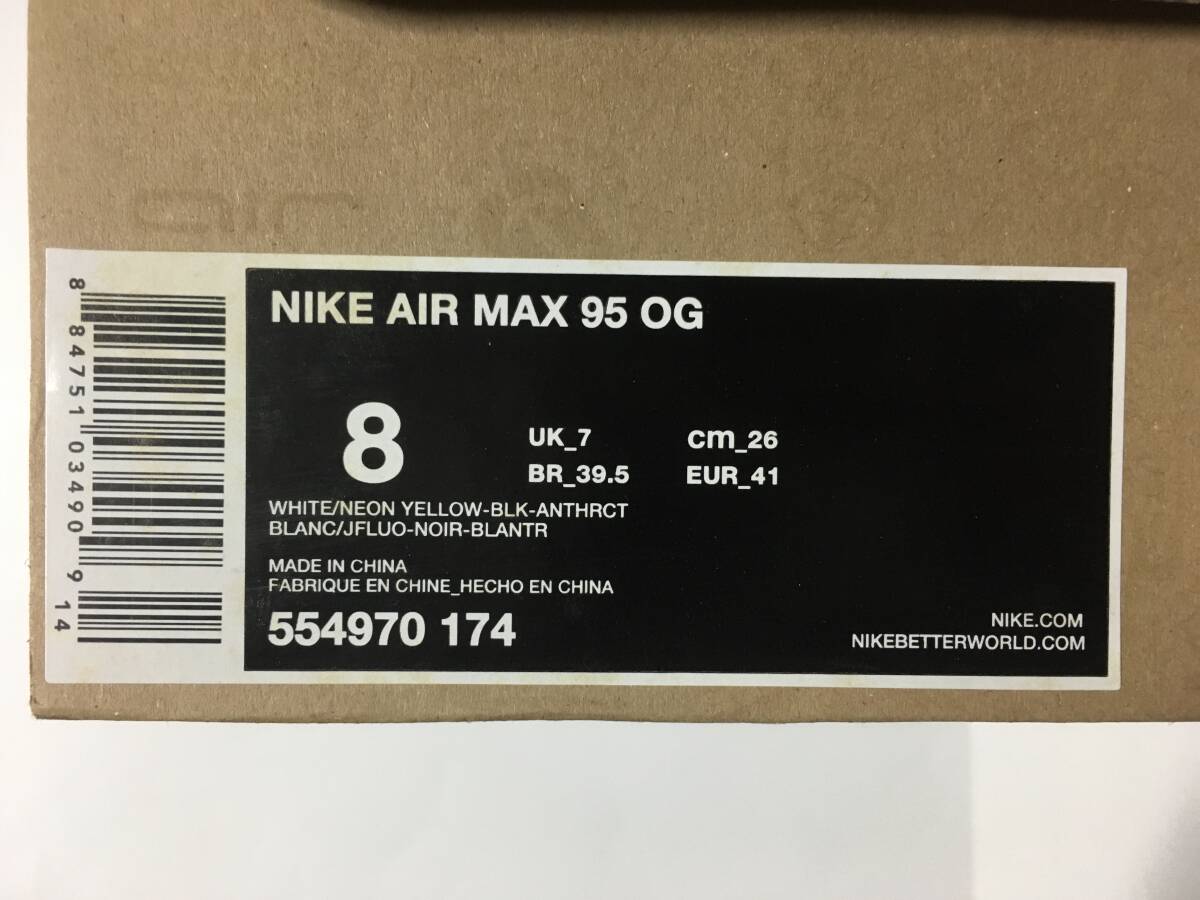 NIKE AIR MAX 95 OG
8
UK_7 cm_26
BR_39.5 EUR_41
WHITE/NEON YELLOW-BLK-ANTHRCT
BLANC/JFLUO-NOIR-BLANTR
MADE IN CHINA
FABRIQUE EN CHINE_HECHO EN CHINA
554970 174
NIKE.COM
NIKEBETTERWORLD.COM
8 84751 03490 9 14
air